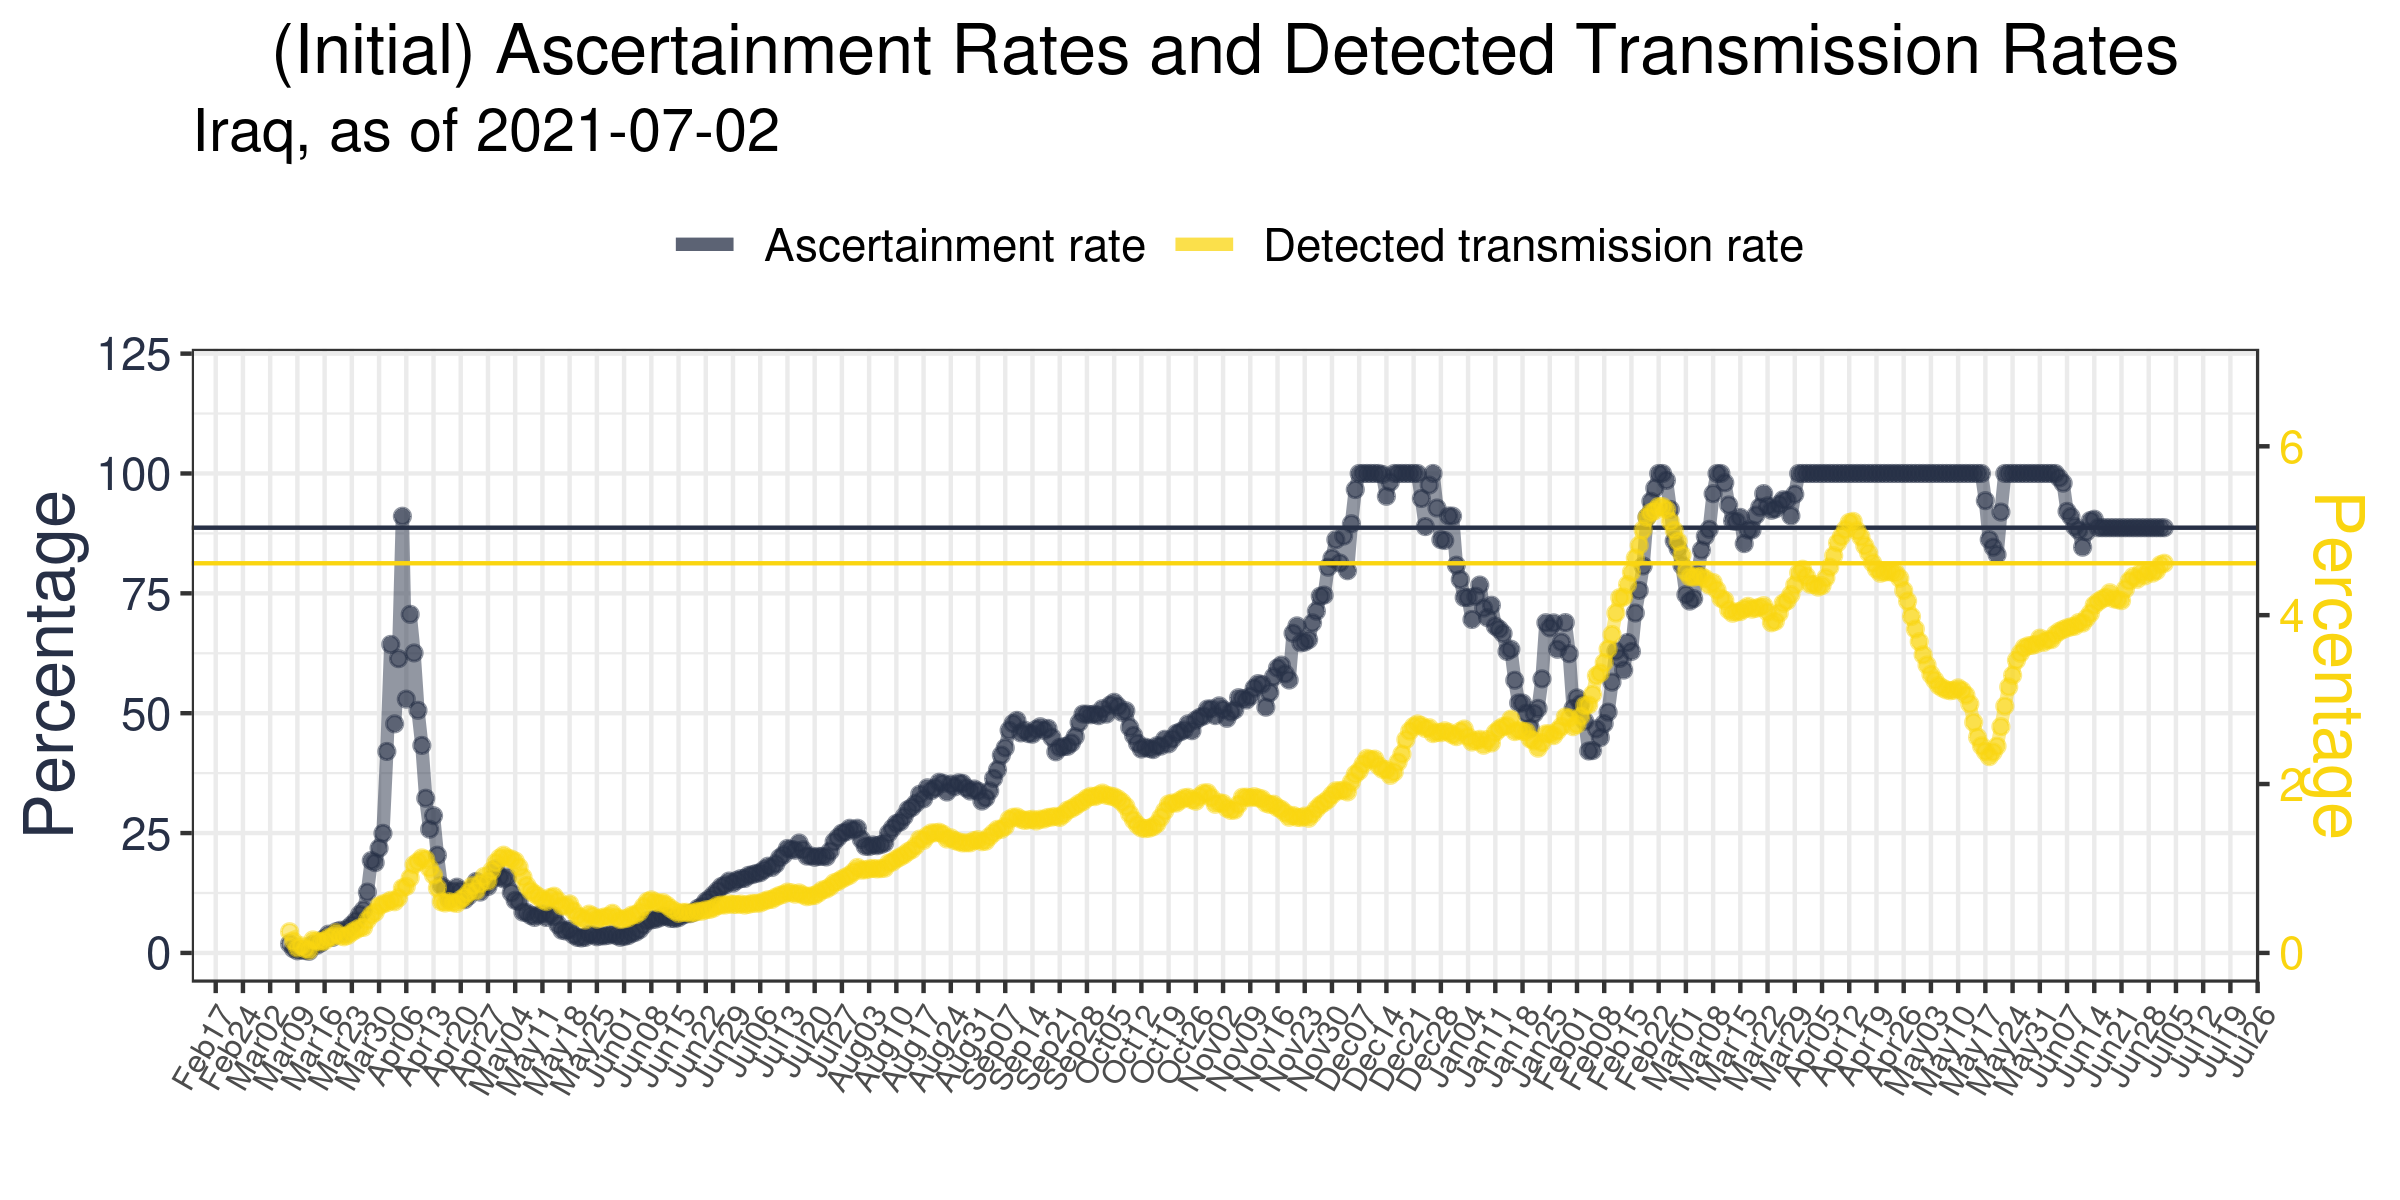 (Initial) Ascertainment Rates and Detected Transmission Rates
Iraq, as of 2021-07-02
Ascertainment rate
Detected transmission rate
Percentage
125
100
75
50
25
0
6
4
2
0
Percentage
Feb17
Feb24
Mar02
Mar09
Mar16
Mar23
Mar30
Apr06
Apr13
Apr20
Apr27
May04
May11
May18
May25
Jun01
Jun08
Jun15
Jun22
Jun29
Jul06
Jul13
Jul20
Jul27
Aug03
Aug10
Aug17
Aug24
Aug31
Sep07
Sep14
Sep21
Sep28
Oct05
Oct12
Oct19
Oct26
Nov02
Nov09
Nov16
Nov23
Nov30
Dec07
Dec14
Dec21
Dec28
Jan04
Jan11
Jan18
Jan25
Feb01
Feb08
Feb15
Feb22
Mar01
Mar08
Mar15
Mar22
Mar29
Apr05
Apr12
Apr19
Apr26
May03
May10
May17
May24
May31
Jun07
Jun14
Jun21
Jun28
Jul05
Jul12
Jul19
Jul26